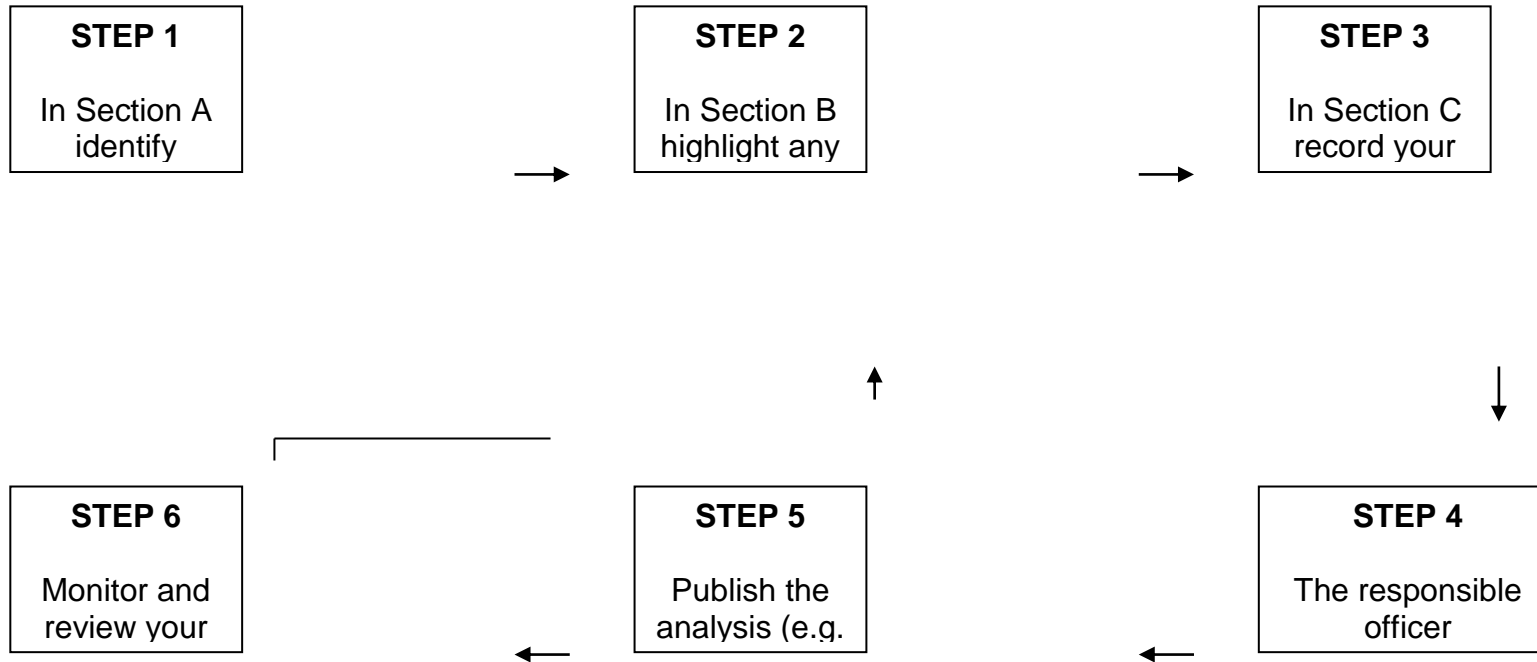 STEP 1
In Section A
identify
STEP 2
In Section B
highlight any
STEP 3
In Section C
record your
STEP 6
Monitor and
review your
STEP 5
Publish the
analysis (e.g.
STEP 4
The responsible
officer